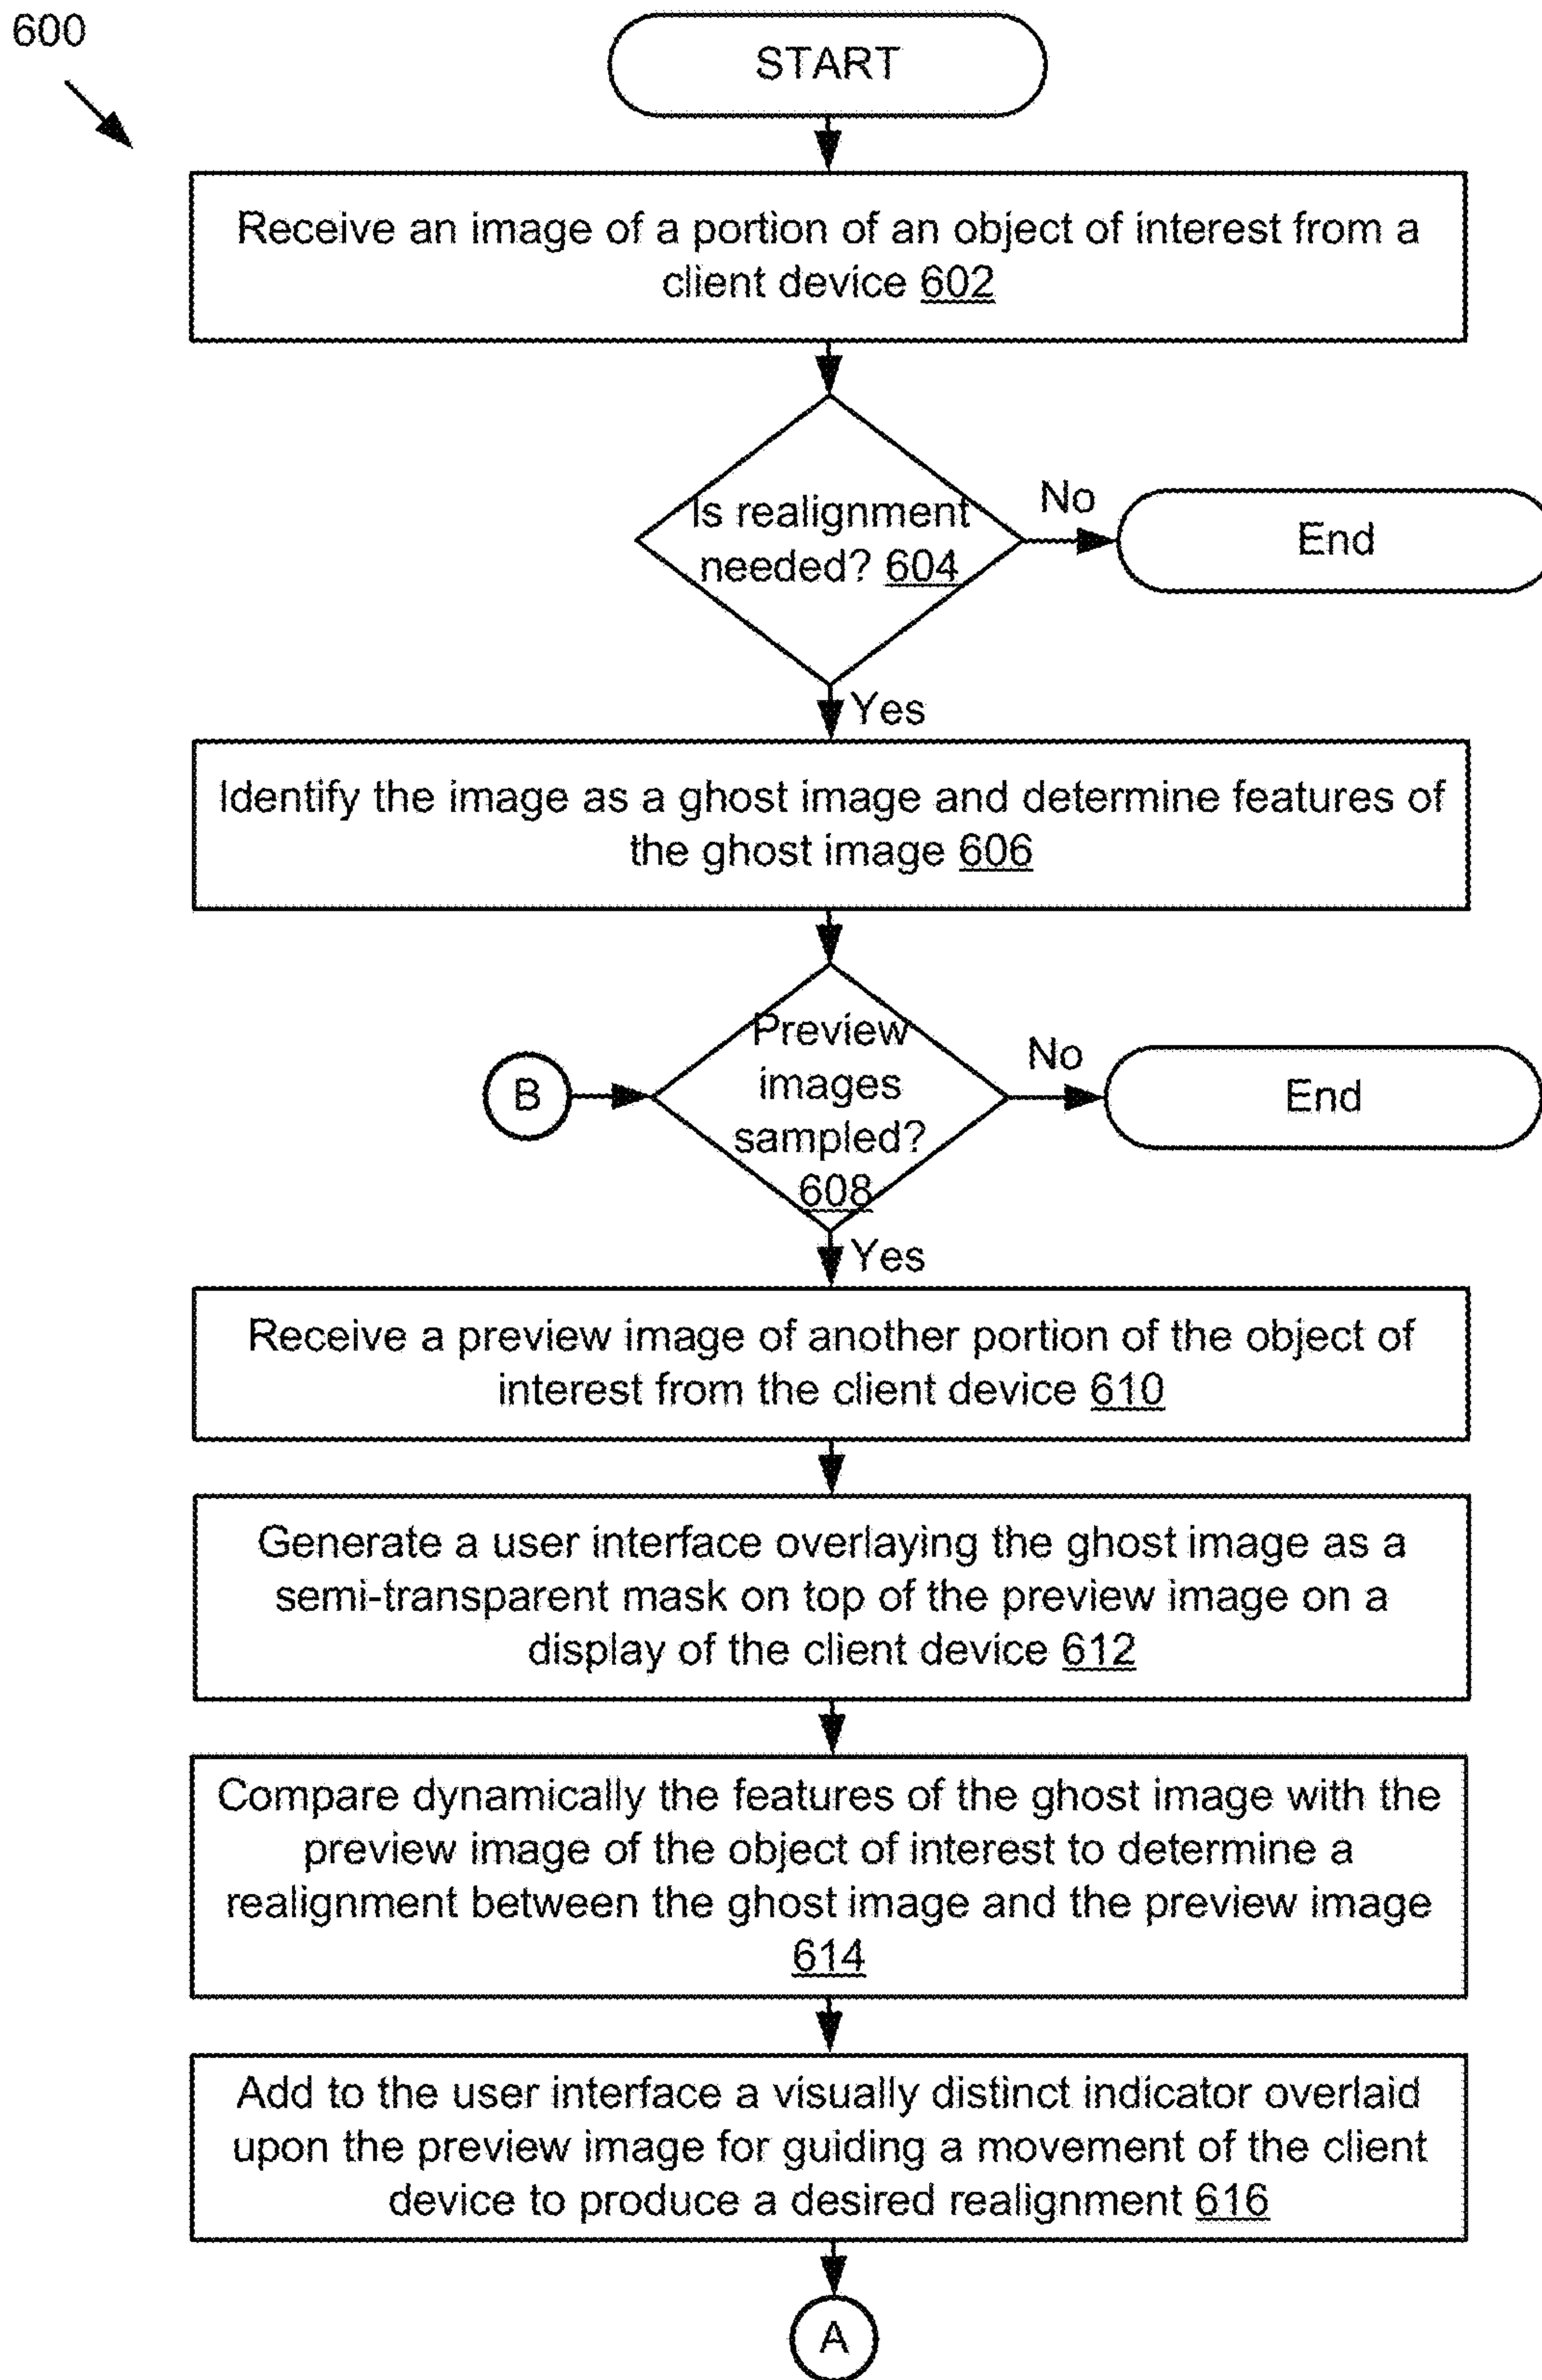 600
START
Receive an image of a portion of an object of interest from a
client device 602
Is realignment
needed? 604
No
End
Yes
Identify the image as a ghost image and determine features of
the ghost image 606
B
Preview
images
sampled?
608
No
End
Yes
Receive a preview image of another portion of the object of
interest from the client device 610
Generate a user interface overlaying the ghost image as a
semi-transparent mask on top of the preview image on a
display of the client device 612
Compare dynamically the features of the ghost image with the
preview image of the object of interest to determine a
realignment between the ghost image and the preview image
614
Add to the user interface a visually distinct indicator overlaid
upon the preview image for guiding a movement of the client
device to produce a desired realignment 616
A